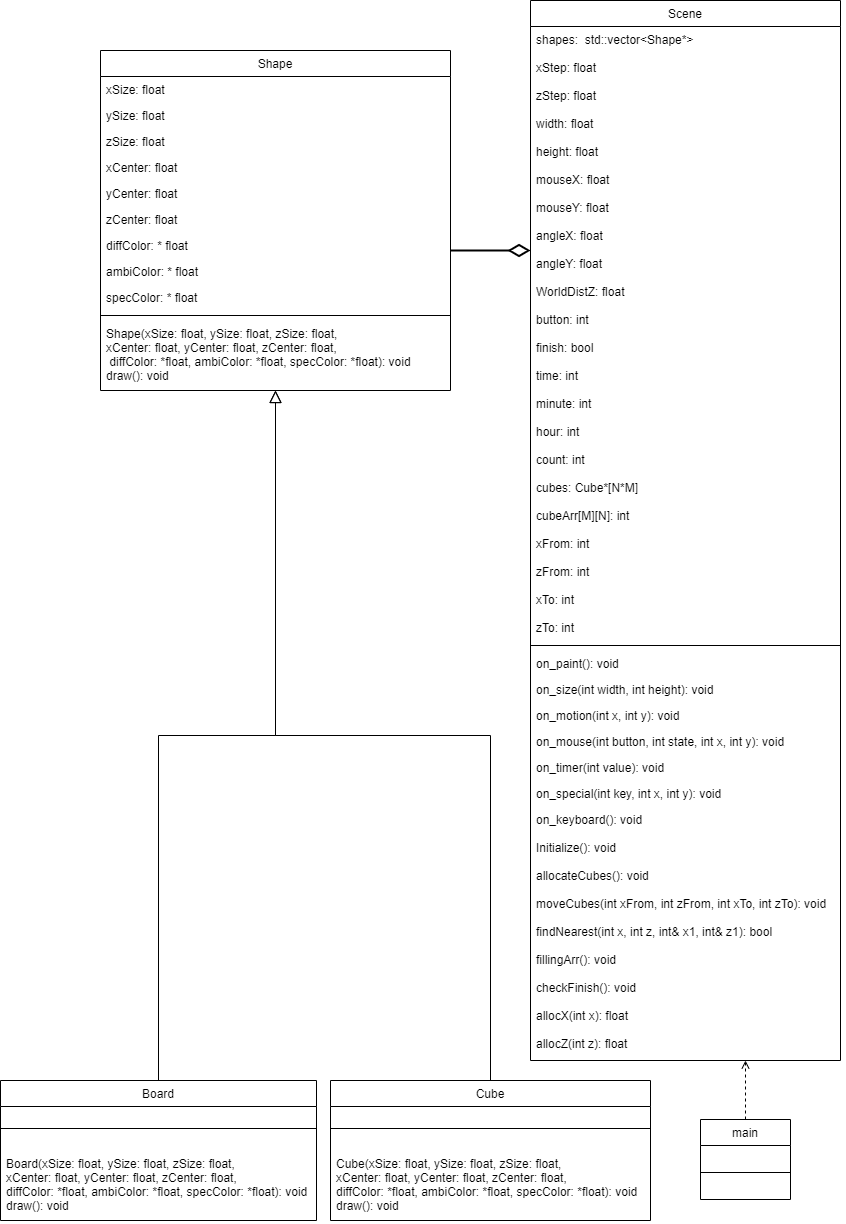 Shape
xSize: float
ySize: float
zSize: float
xCenter: float
yCenter: float
zCenter: float
diffColor: * float
ambiColor: * float
specColor: * float
Shape(xSize: float, ySize: float, zSize: float,
xCenter: float, yCenter: float, zCenter: float,
diffColor: *float, ambiColor: *float, specColor: *float): void
draw(): void
Scene
shapes:  std::vector<Shape*>
xStep: float
zStep: float
width: float
height: float
mouseX: float
mouseY: float
angleX: float
angleY: float
WorldDistZ: float
button: int
finish: bool
time: int
minute: int
hour: int
count: int
cubes: Cube*[N*M]
cubeArr[M][N]: int
xFrom: int
zFrom: int
xTo: int
zTo: int
on_paint(): void
on_size(int width, int height): void
on_motion(int x, int y): void
on_mouse(int button, int state, int x, int y): void
on_timer(int value): void
on_special(int key, int x, int y): void
on_keyboard(): void
Initialize(): void
allocateCubes(): void
moveCubes(int xFrom, int zFrom, int xTo, int zTo): void
findNearest(int x, int z, int& x1, int& z1): bool
fillingArr(): void
checkFinish(): void
allocX(int x): float
allocZ(int z): float
Board
Board(xSize: float, ySize: float, zSize: float,
xCenter: float, yCenter: float, zCenter: float,
diffColor: *float, ambiColor: *float, specColor: *float): void
draw(): void
Cube
Cube(xSize: float, ySize: float, zSize: float,
xCenter: float, yCenter: float, zCenter: float,
diffColor: *float, ambiColor: *float, specColor: *float): void
draw(): void
main